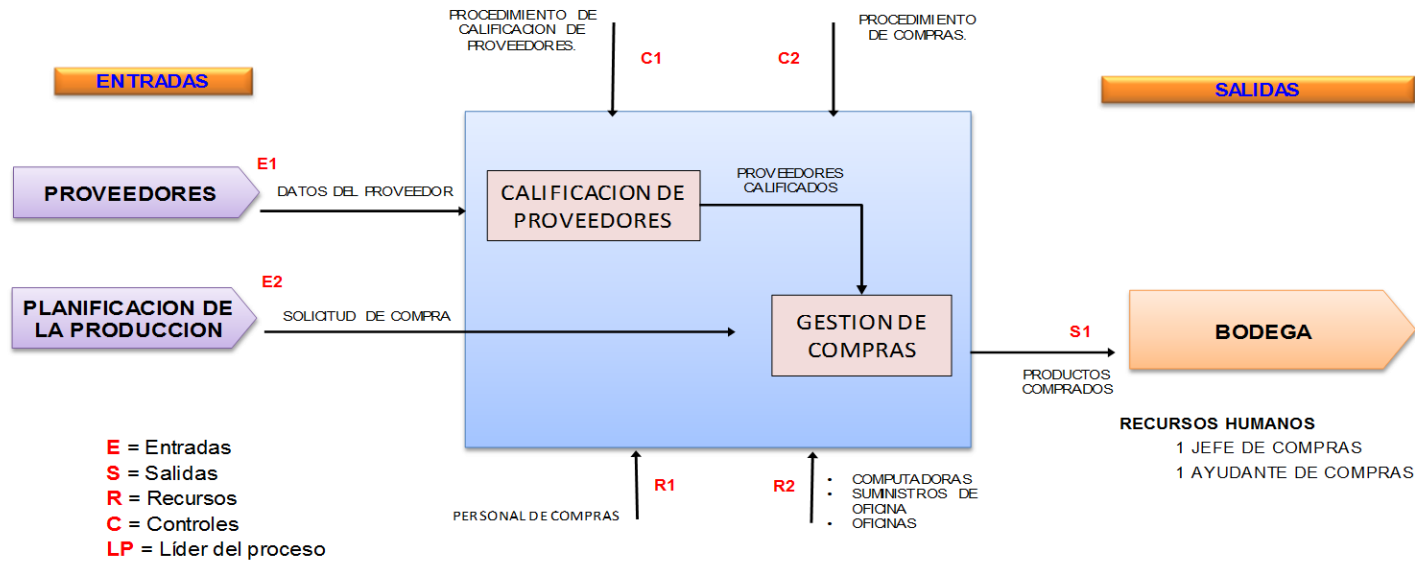 PROCEDIMIENTO DE
CALIFICACION DE
PROVEEDORES.
C1
C2
PROCEDIMIENTO
DE COMPRAS.
ENTRADAS
SALIDAS
E1
PROVEEDORES
DATOS DEL PROVEEDOR
CALIFICACION DE
PROVEEDORES
PROVEEDORES
CALIFICADOS
E2
PLANIFICACION DE
LA PRODUCCION
SOLICITUD DE COMPRA
GESTION DE
COMPRAS
S1
PRODUCTOS
COMPRADOS
BODEGA
RECURSOS HUMANOS
1 JEFE DE COMPRAS
1 AYUDANTE DE COMPRAS
E = Entradas
S = Salidas
R = Recursos
C = Controles
LP = Líder del proceso
R1
PERSONAL DE COMPRAS
R2
• COMPUTADORAS
• SUMINISTROS DE
OFICINA
• OFICINAS